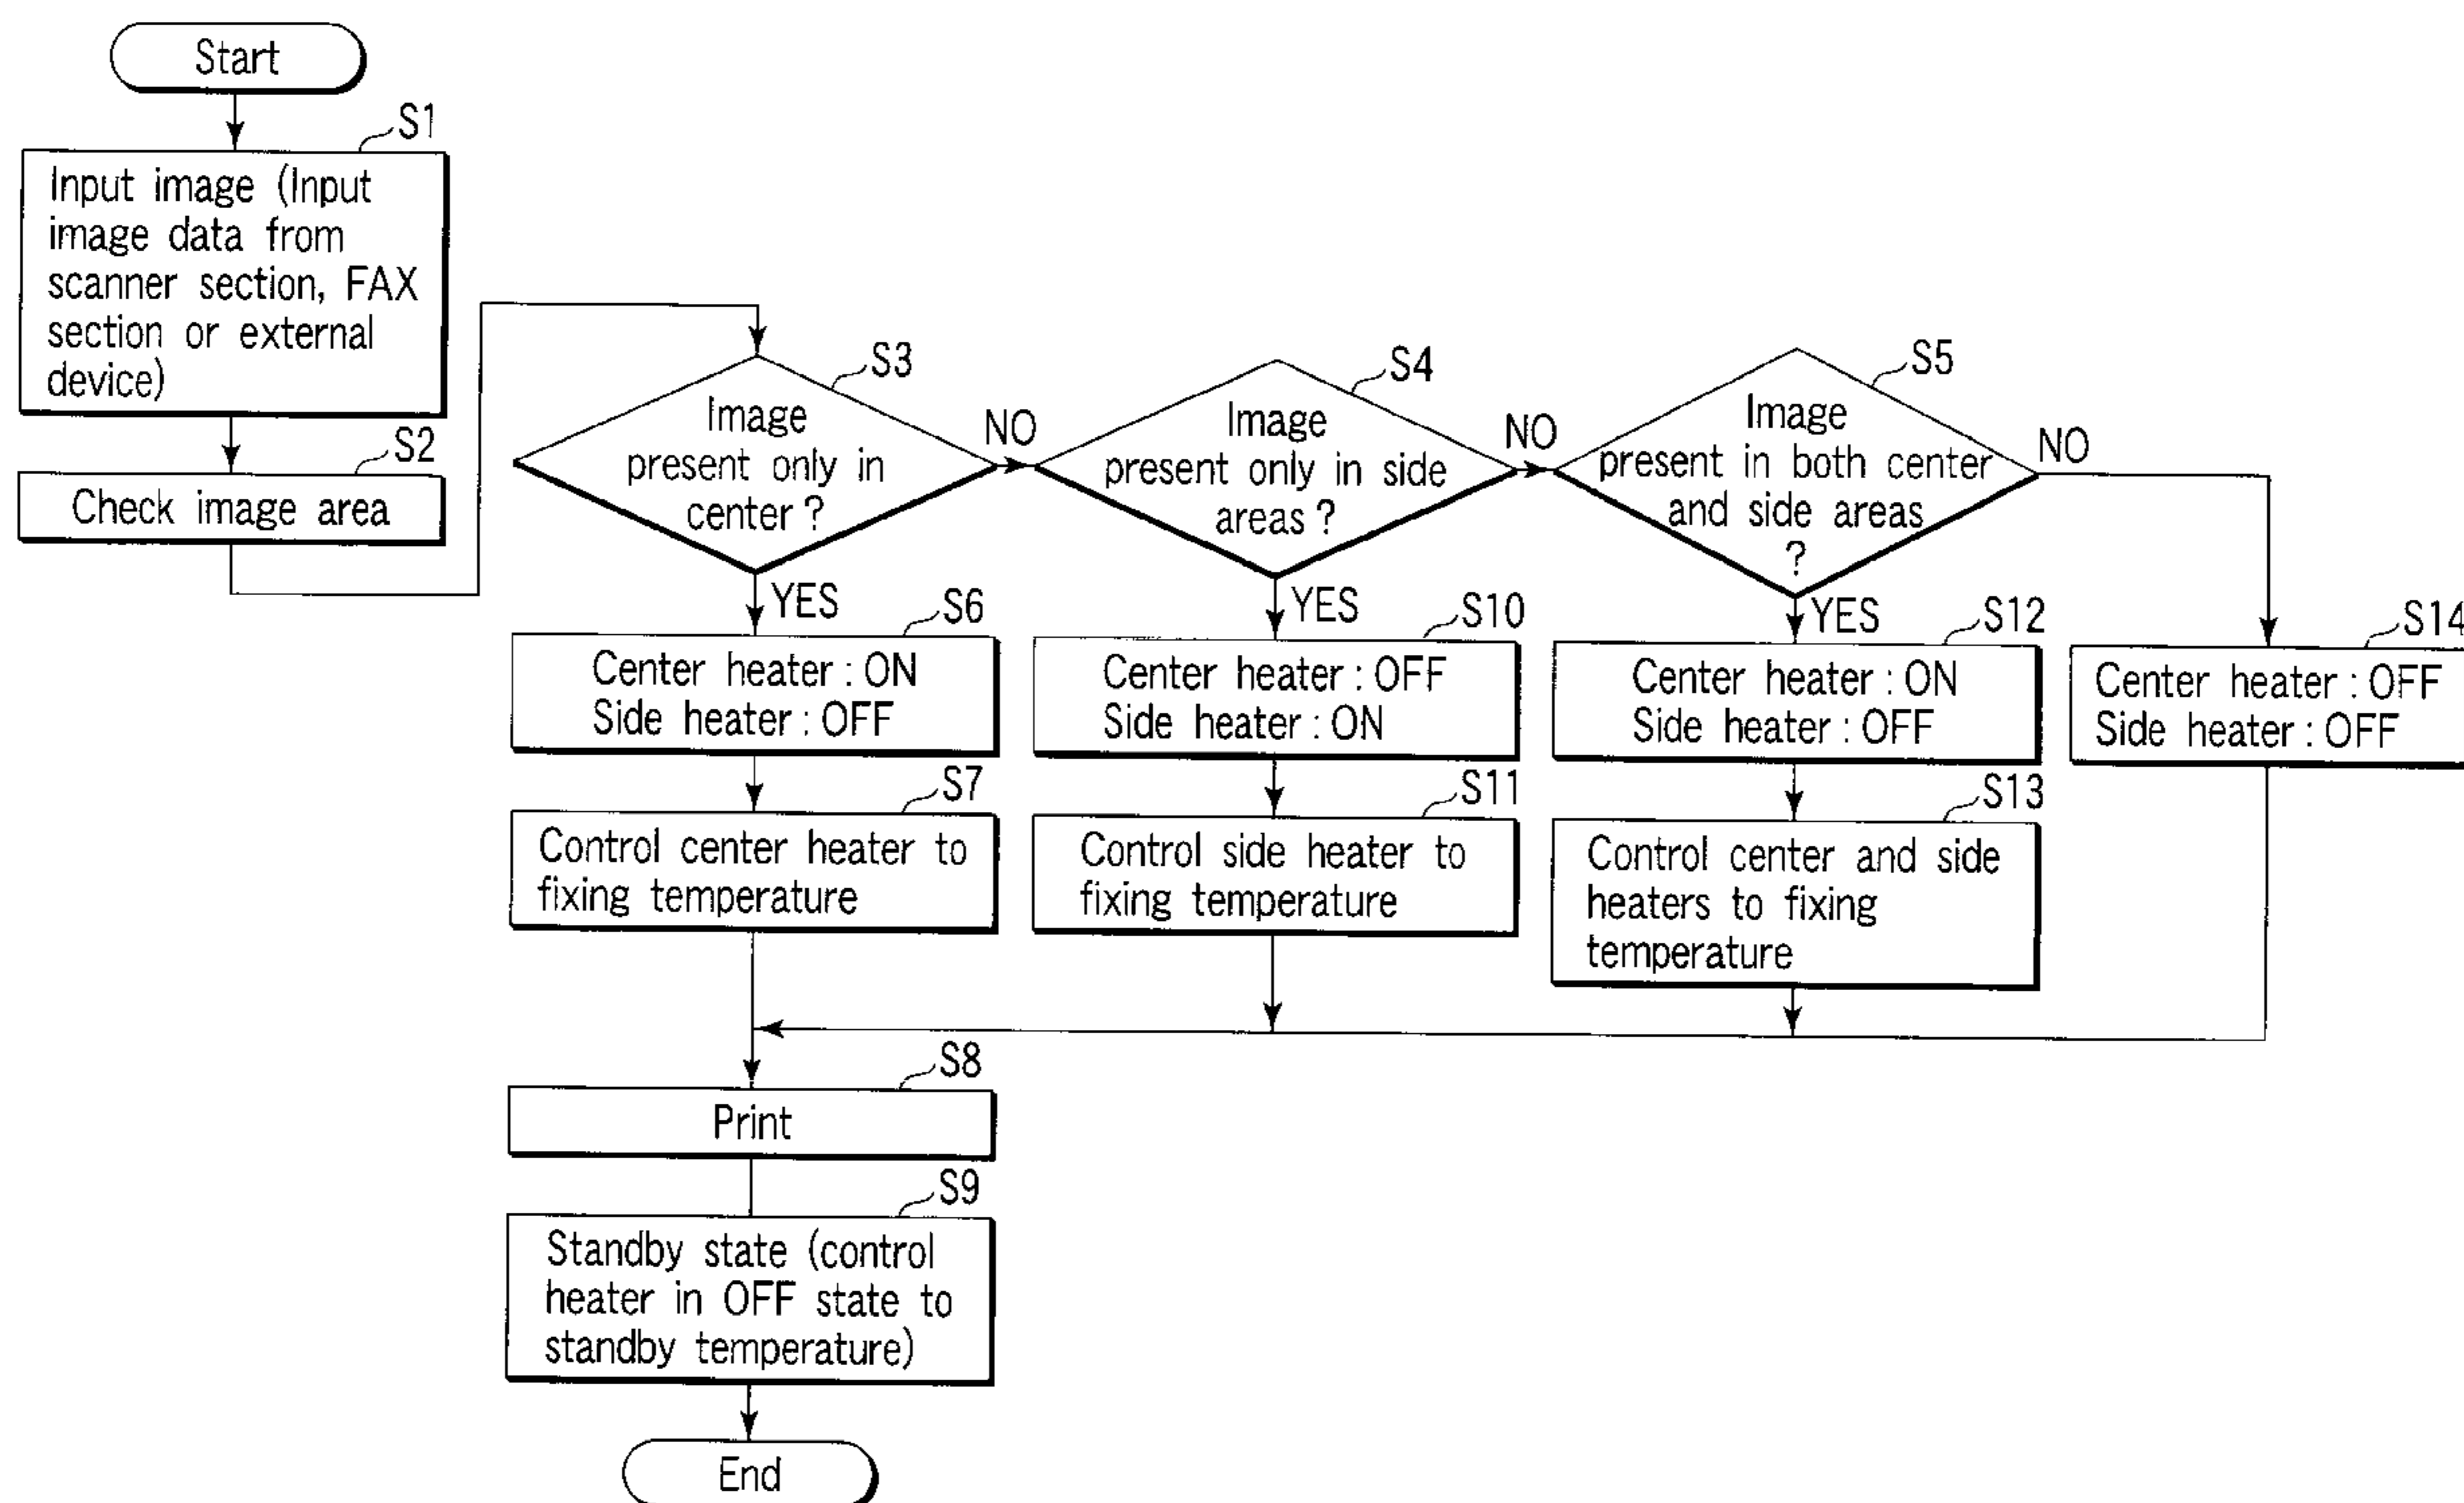 Start
S1
Input image (Input
image data from
scanner section, FAX
section or external
device)
S2
Check image area
S3
Image
present only in
center ?
NO
YES
S4
Image
present only in side
areas ?
NO
YES
S5
Image
present in both center
and side areas
?
NO
YES
S6
Center heater : ON
Side heater : OFF
S7
Control center heater to
fixing temperature
S10
Center heater : OFF
Side heater : ON
S11
Control side heater to
fixing temperature
S12
Center heater : ON
Side heater : OFF
S13
Control center and side
heaters to fixing
temperature
S14
Center heater : OFF
Side heater : OFF
S8
Print
S9
Standby state (control
heater in OFF state to
standby temperature)
End